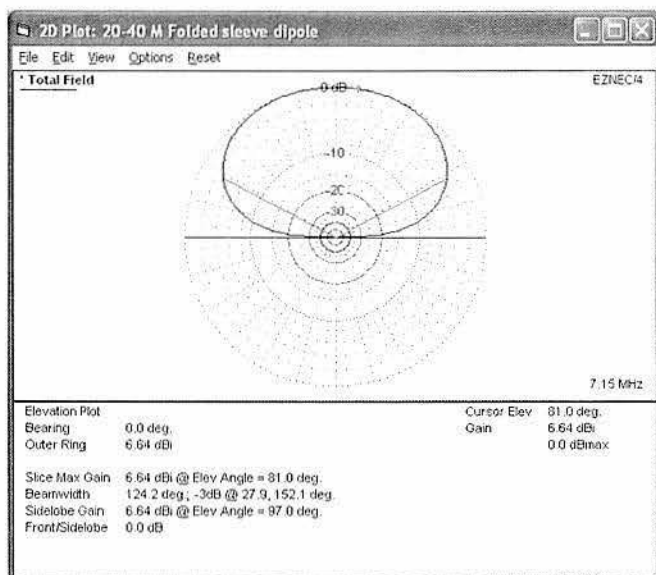 2D Plot: 20-40 M Folded sleeve dipole
File Edit View Options Reset
* Total Field
EZNEC/4
0 dB
-10
-20
-30
7.15 MHz
Elevation Plot
Cursor Elev 81.0 deg.
Bearing 0.0 deg.
Gain 6.64 dBi
Outer Ring 6.64 dBi
0.0 dBmax
Slice Max Gain 6.64 dBi @ Elev Angle = 81.0 deg.
Beamwidth 124.2 deg.; -3dB @ 27.9, 152.1 deg.
Sidelobe Gain 6.64 dBi @ Elev Angle = 97.0 deg.
Front/Sidelobe 0.0 dB